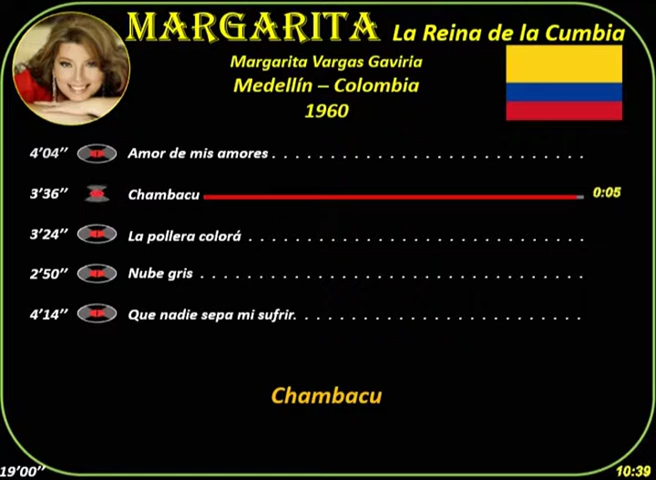 MARGARITA La Reina de la Cumbia
Margarita Vargas Gaviria
Medellín – Colombia
1960
4’04’’ Amor de mis amores . . . . . . . . . . . . . . . . . . . . . . . . . .
3’36’’ Chambacu 0:05
3’24’’ La pollera colorá . . . . . . . . . . . . . . . . . . . . . . . . . . . .
2’50’’ Nube gris . . . . . . . . . . . . . . . . . . . . . . . . . . . . . . . .
4’14’’ Que nadie sepa mi sufrir. . . . . . . . . . . . . . . . . . . . . . . .
Chambacu
19’00’’ 10:39